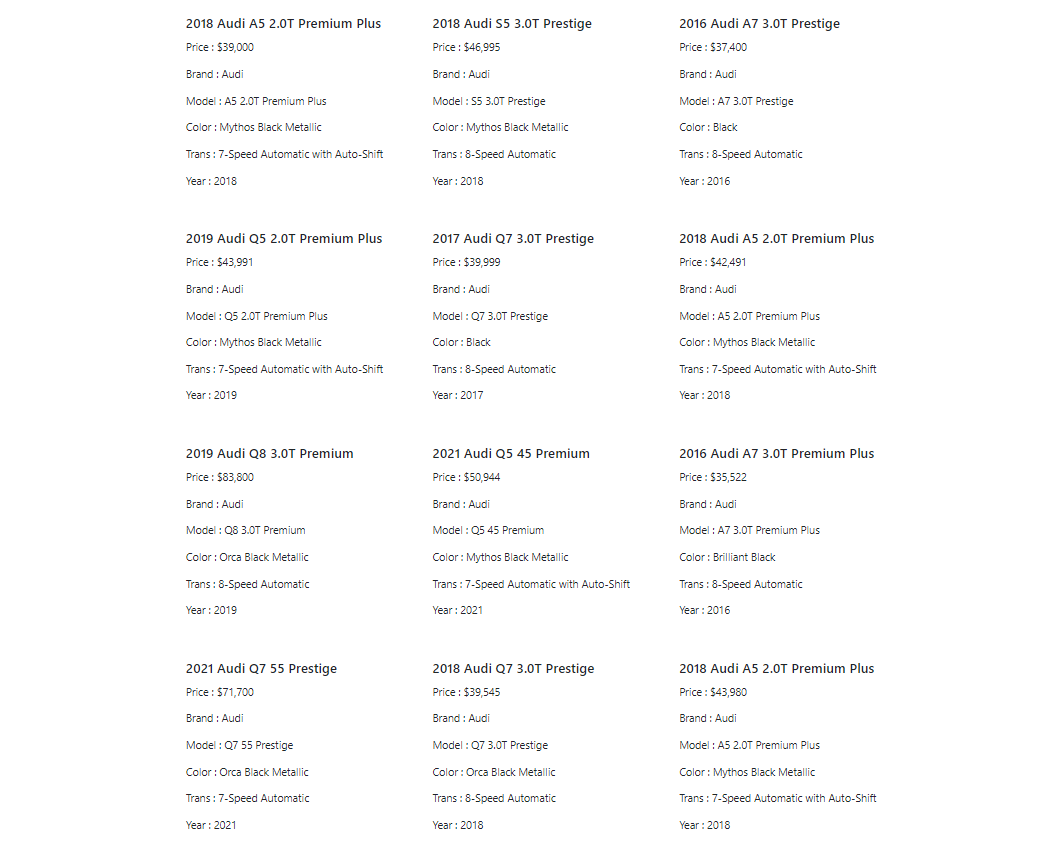 2018 Audi A5 2.0T Premium Plus
Price : $39,000
Brand : Audi
Model : A5 2.0T Premium Plus
Color : Mythos Black Metallic
Trans : 7-Speed Automatic with Auto-Shift
Year : 2018
2018 Audi S5 3.0T Prestige
Price : $46,995
Brand : Audi
Model : S5 3.0T Prestige
Color : Mythos Black Metallic
Trans : 8-Speed Automatic
Year : 2018
2016 Audi A7 3.0T Prestige
Price : $37,400
Brand : Audi
Model : A7 3.0T Prestige
Color : Black
Trans : 8-Speed Automatic
Year : 2016
2019 Audi Q5 2.0T Premium Plus
Price : $43,991
Brand : Audi
Model : Q5 2.0T Premium Plus
Color : Mythos Black Metallic
Trans : 7-Speed Automatic with Auto-Shift
Year : 2019
2017 Audi Q7 3.0T Prestige
Price : $39,999
Brand : Audi
Model : Q7 3.0T Prestige
Color : Black
Trans : 8-Speed Automatic
Year : 2017
2018 Audi A5 2.0T Premium Plus
Price : $42,491
Brand : Audi
Model : A5 2.0T Premium Plus
Color : Mythos Black Metallic
Trans : 7-Speed Automatic with Auto-Shift
Year : 2018
2019 Audi Q8 3.0T Premium
Price : $83,800
Brand : Audi
Model : Q8 3.0T Premium
Color : Orca Black Metallic
Trans : 8-Speed Automatic
Year : 2019
2021 Audi Q5 45 Premium
Price : $50,944
Brand : Audi
Model : Q5 45 Premium
Color : Mythos Black Metallic
Trans : 7-Speed Automatic with Auto-Shift
Year : 2021
2016 Audi A7 3.0T Premium Plus
Price : $35,522
Brand : Audi
Model : A7 3.0T Premium Plus
Color : Brilliant Black
Trans : 8-Speed Automatic
Year : 2016
2021 Audi Q7 55 Prestige
Price : $71,700
Brand : Audi
Model : Q7 55 Prestige
Color : Orca Black Metallic
Trans : 7-Speed Automatic
Year : 2021
2018 Audi Q7 3.0T Prestige
Price : $39,545
Brand : Audi
Model : Q7 3.0T Prestige
Color : Orca Black Metallic
Trans : 8-Speed Automatic
Year : 2018
2018 Audi A5 2.0T Premium Plus
Price : $43,980
Brand : Audi
Model : A5 2.0T Premium Plus
Color : Mythos Black Metallic
Trans : 7-Speed Automatic with Auto-Shift
Year : 2018